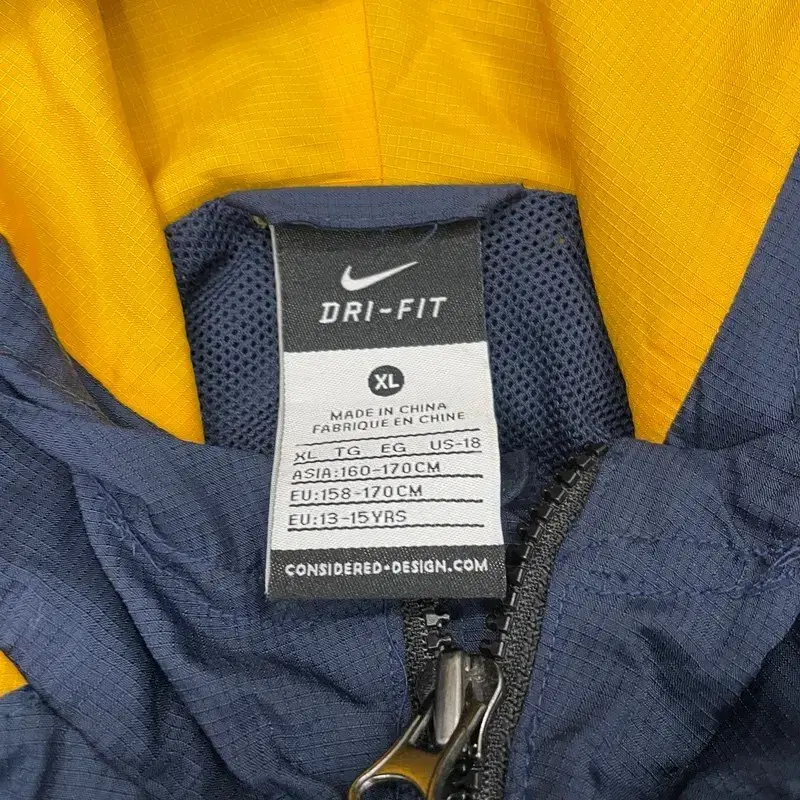 DRI-FIT
XL
MADE IN CHINA
FABRIQUE EN CHINE
XL TG EG US-18
ASIA:160-170CM
EU:158-170CM
EU:13-15YRS
CONSIDERED•DESIGN.COM